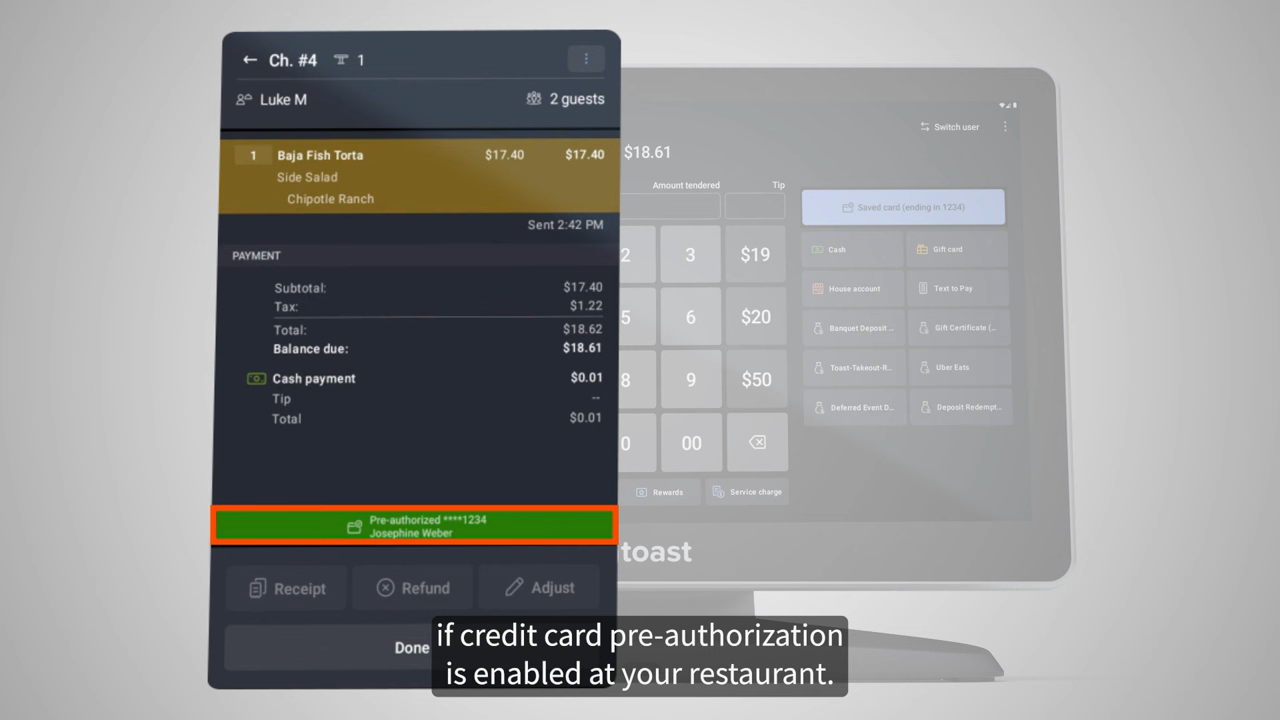 ← Ch. #4 1
Luke M 2 guests
1 Baja Fish Torta $17.40 $17.40
Side Salad
Chipotle Ranch
Sent 2:42 PM
PAYMENT
Subtotal: $17.40
Tax: $1.22
Total: $18.62
Balance due: $18.61
Cash payment $0.01
Tip --
Total $0.01
Pre-authorized ****1234
Josephine Weber
Receipt Refund Adjust
Done
Switch user
$18.61
Amount tendered Tip
2 3 $19
5 6 $20
8 9 $50
0 00
Rewards Service charge
Saved card (ending in 1234)
Cash Gift card
House account Text to Pay
Banquet Deposit ... Gift Certificate (...
Toast-Takeout-R... Uber Eats
Deferred Event D... Deposit Redempt...
toast
if credit card pre-authorization
is enabled at your restaurant.